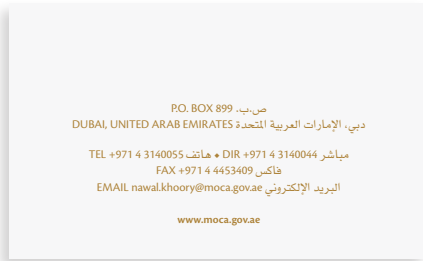 P.O. BOX 899 ص.ب.
DUBAI, UNITED ARAB EMIRATES دبي، الإمارات العربية المتحدة
TEL +971 4 3140055 هاتف • DIR +971 4 3140044 مباشر
FAX +971 4 4453409 فاكس
EMAIL nawal.khoory@moca.gov.ae البريد الإلكتروني
www.moca.gov.ae